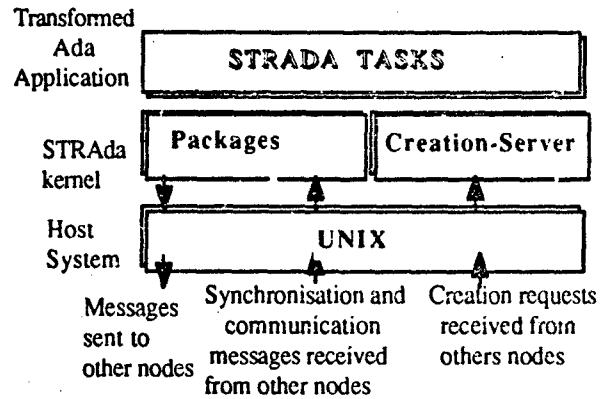 Transformed
Ada
Application
STRADA TASKS
STRAda
kernel
Packages
Creation-Server
Host
System
UNIX
Messages
sent to
other nodes
Synchronisation and
communication
messages received
from other nodes
Creation requests
received from
others nodes